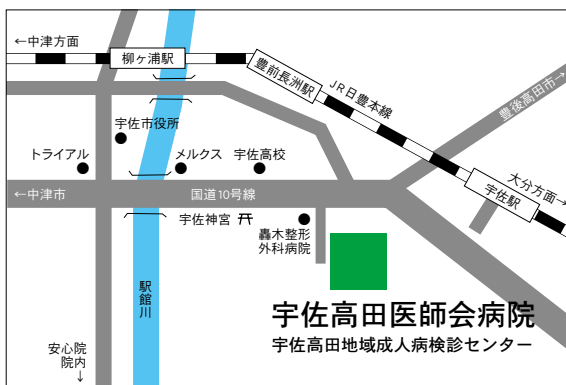 ←中津方面
柳ヶ浦駅
豊前長洲駅
JR日豊本線
豊後高田市→
宇佐市役所
トライアル
メルクス
宇佐高校
大分方面→
宇佐駅
←中津市
国道10号線
宇佐神宮
轟木整形
外科病院
駅館川
宇佐高田医師会病院
宇佐高田地域成人病検診センター
安心院
院内
↓